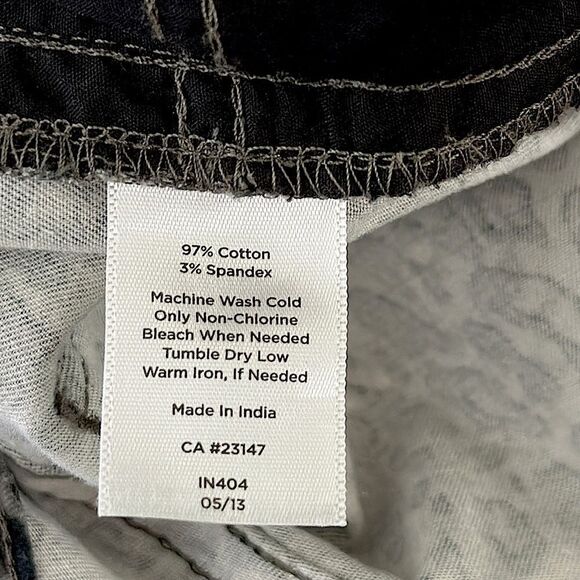 97% Cotton
3% Spandex
Machine Wash Cold
Only Non-Chlorine
Bleach When Needed
Tumble Dry Low
Warm Iron, If Needed
Made In India
CA #23147
IN404
05/13